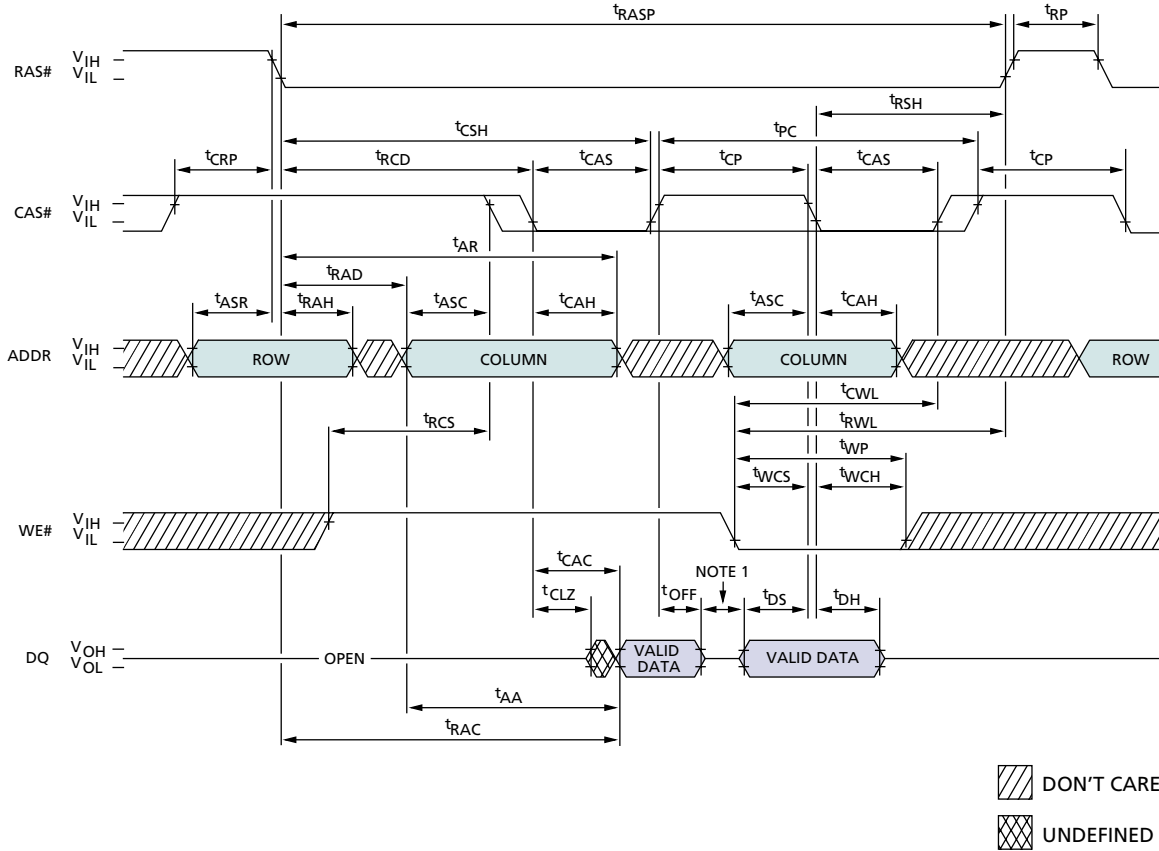 tRASP
tRP
RAS#
VIH
VIL
tRSH
tCSH
tPC
tCRP
tRCD
tCAS
tCP
tCAS
tCP
CAS#
VIH
VIL
tAR
tRAD
tASR
tRAH
tASC
tCAH
tASC
tCAH
ADDR
VIH
VIL
ROW
COLUMN
COLUMN
ROW
tCWL
tRCS
tRWL
tWP
tWCS
tWCH
WE#
VIH
VIL
tCAC
NOTE 1
tCLZ
tOFF
tDS
tDH
DQ
VOH
VOL
OPEN
VALID
DATA
VALID DATA
tAA
tRAC
DON'T CARE
UNDEFINED